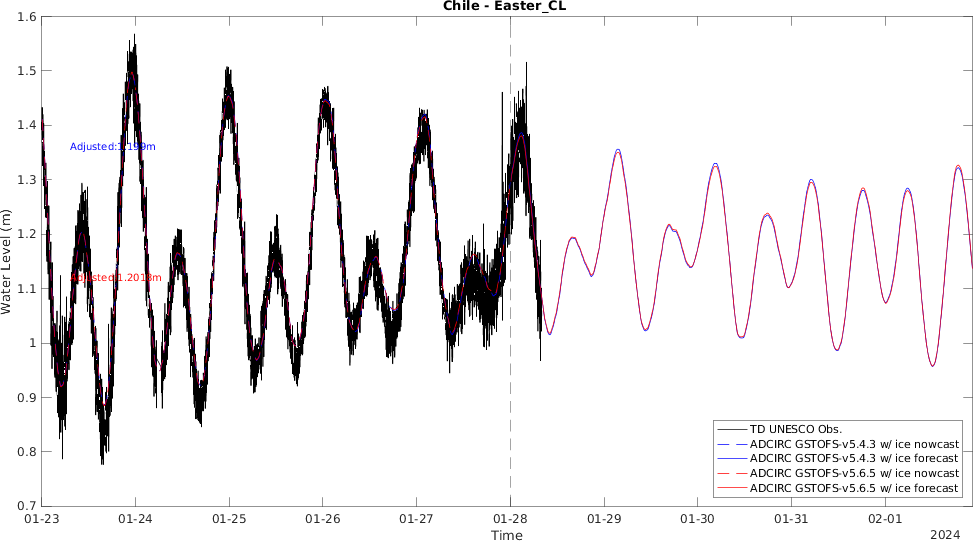 Chile - Easter_CL
1.6
1.5
1.4
1.3
1.2
1.1
1
0.9
0.8
0.7
Water Level (m)
Adjusted:1.199m
Adjusted:1.2013m
TD UNESCO Obs.
ADCIRC GSTOFS-v5.4.3 w/ ice nowcast
ADCIRC GSTOFS-v5.4.3 w/ ice forecast
ADCIRC GSTOFS-v5.6.5 w/ ice nowcast
ADCIRC GSTOFS-v5.6.5 w/ ice forecast
01-23 01-24 01-25 01-26 01-27 01-28 01-29 01-30 01-31 02-01
Time
2024